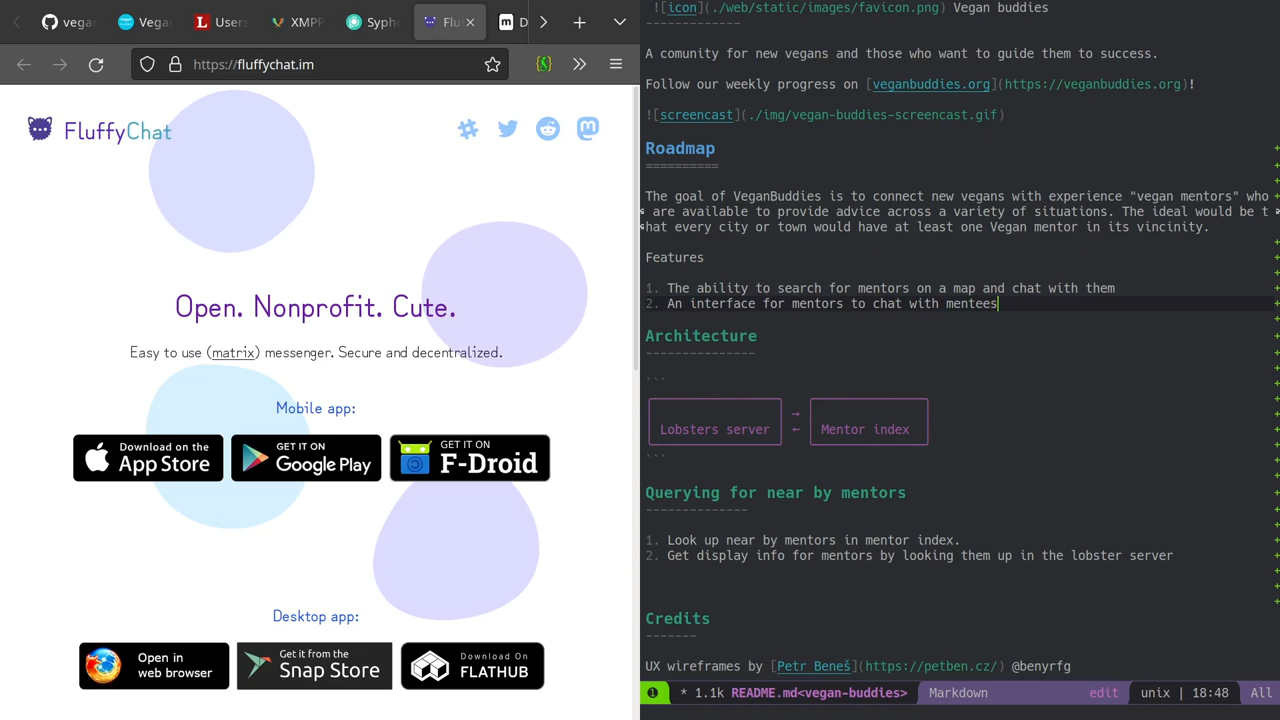 vegar
Vegan
Users
XMPP
Sypho
Flu
D
https://fluffychat.im
FluffyChat
Open. Nonprofit. Cute.
Easy to use (matrix) messenger. Secure and decentralized.
Mobile app:
Download on the
App Store
GET IT ON
Google Play
GET IT ON
F-Droid
Desktop app:
Open in
web browser
Get it from the
Snap Store
Download On
FLATHUB
![icon](./web/static/images/favicon.png) Vegan buddies
-------------
A comunity for new vegans and those who want to guide them to success.
Follow our weekly progress on [veganbuddies.org](https://veganbuddies.org)!
![screencast](./img/vegan-buddies-screencast.gif)
Roadmap
==========
The goal of VeganBuddies is to connect new vegans with experience "vegan mentors" who
are available to provide advice across a variety of situations. The ideal would be t
hat every city or town would have at least one Vegan mentor in its vincinity.
Features
1. The ability to search for mentors on a map and chat with them
2. An interface for mentors to chat with mentees
Architecture
---------------
```
Lobsters server → ← Mentor index
```
Querying for near by mentors
--------------
1. Look up near by mentors in mentor index.
2. Get display info for mentors by looking them up in the lobster server
Credits
-------
UX wireframes by [Petr Beneš](https://petben.cz/) @benyrfg
1 * 1.1k README.md<vegan-buddies> Markdown edit unix | 18:48 All